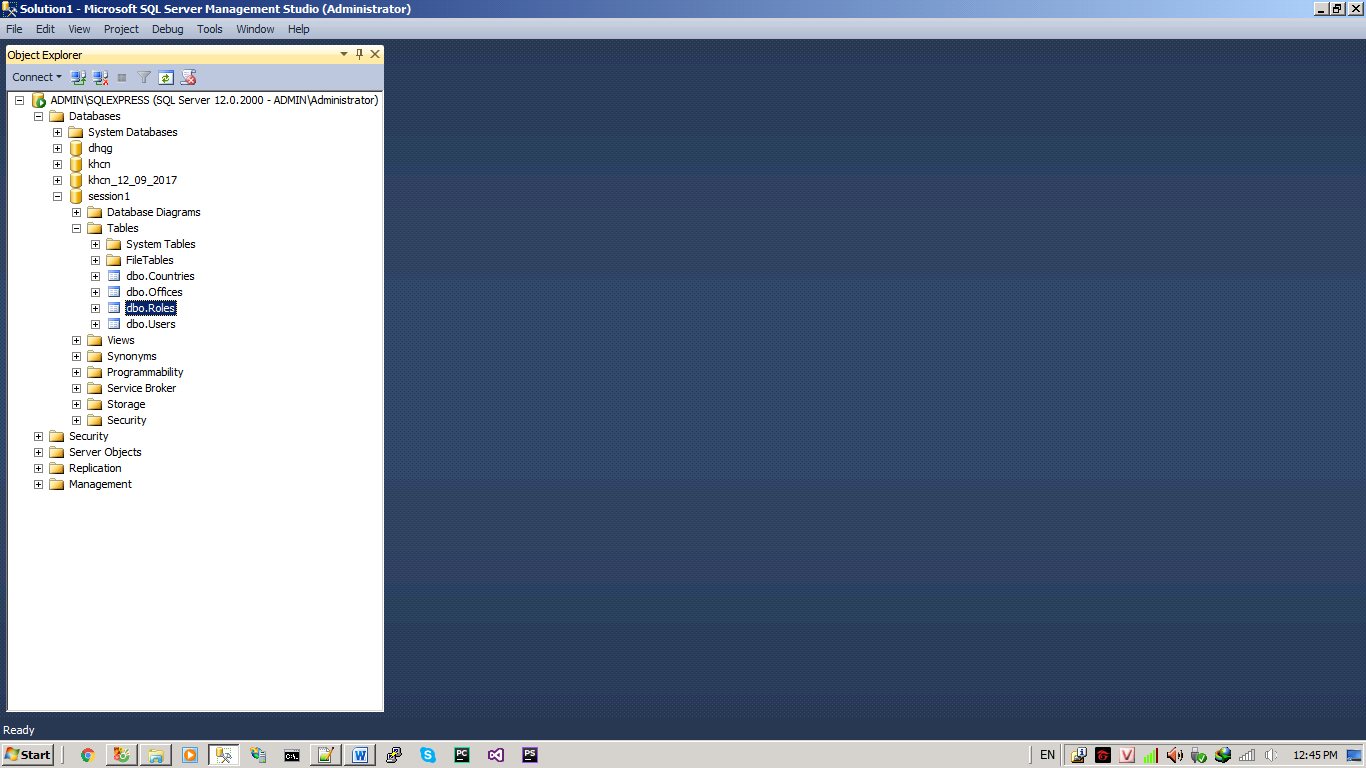 Solution1 - Microsoft SQL Server Management Studio (Administrator)
File Edit View Project Debug Tools Window Help
Object Explorer
Connect
ADMIN\SQLEXPRESS (SQL Server 12.0.2000 - ADMIN\Administrator)
Databases
System Databases
dhqg
khcn
khcn_12_09_2017
session1
Database Diagrams
Tables
System Tables
FileTables
dbo.Countries
dbo.Offices
dbo.Roles
dbo.Users
Views
Synonyms
Programmability
Service Broker
Storage
Security
Security
Server Objects
Replication
Management
Ready
Start W PC PS EN V 12:45 PM